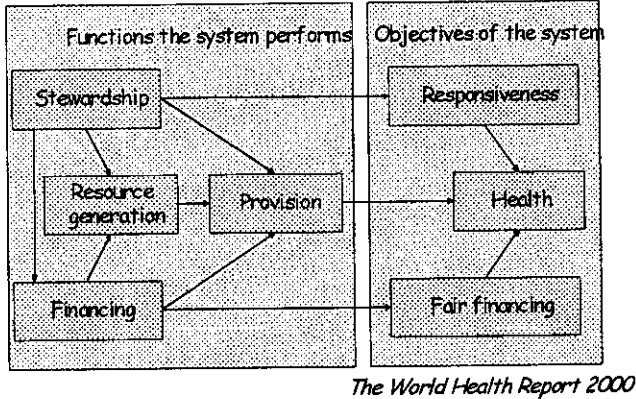 Functions the system performs
Objectives of the system
Stewardship
Responsiveness
Resource
generation
Provision
Health
Financing
Fair financing
The World Health Report 2000